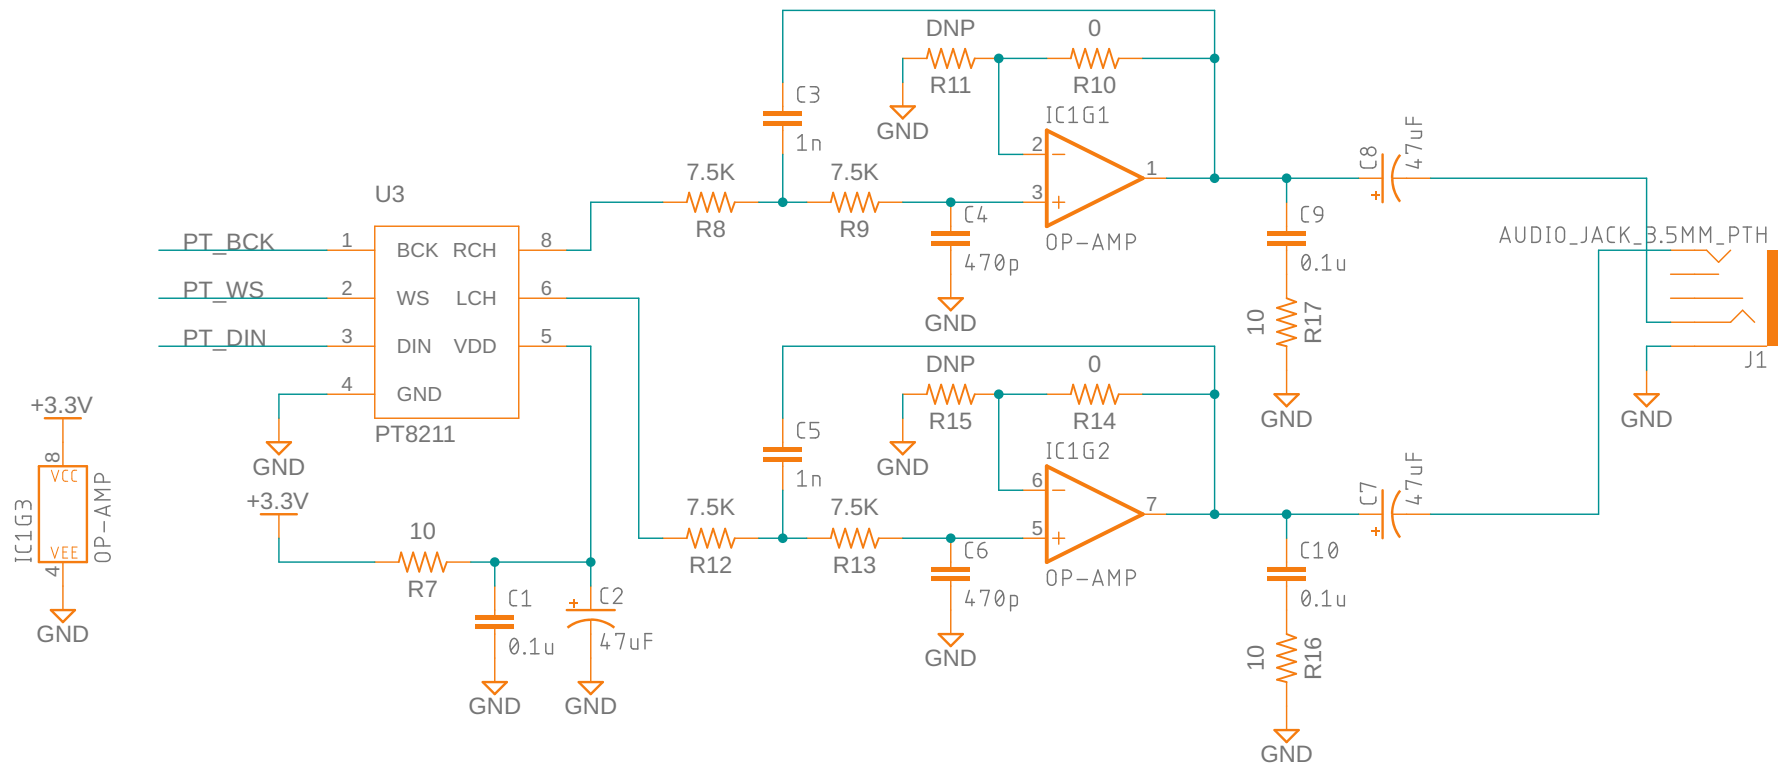 DNP
0
R11
R10
GND
C3
1n
IC1G1
2
3
1
OP-AMP
7.5K
R8
7.5K
R9
C4
470p
GND
C8
47uF
C9
0.1u
10
R17
GND
AUDIO_JACK_3.5MM_PTH
J1
GND
U3
PT_BCK
1
BCK
RCH
8
PT_WS
2
WS
LCH
6
PT_DIN
3
DIN
VDD
5
4
GND
PT8211
GND
+3.3V
8
VCC
VEE
4
IC1G3
OP-AMP
GND
+3.3V
10
R7
C1
0.1u
GND
C2
47uF
GND
DNP
0
R15
R14
GND
C5
1n
IC1G2
6
5
7
OP-AMP
7.5K
R12
7.5K
R13
C6
470p
GND
C7
47uF
C10
0.1u
10
R16
GND